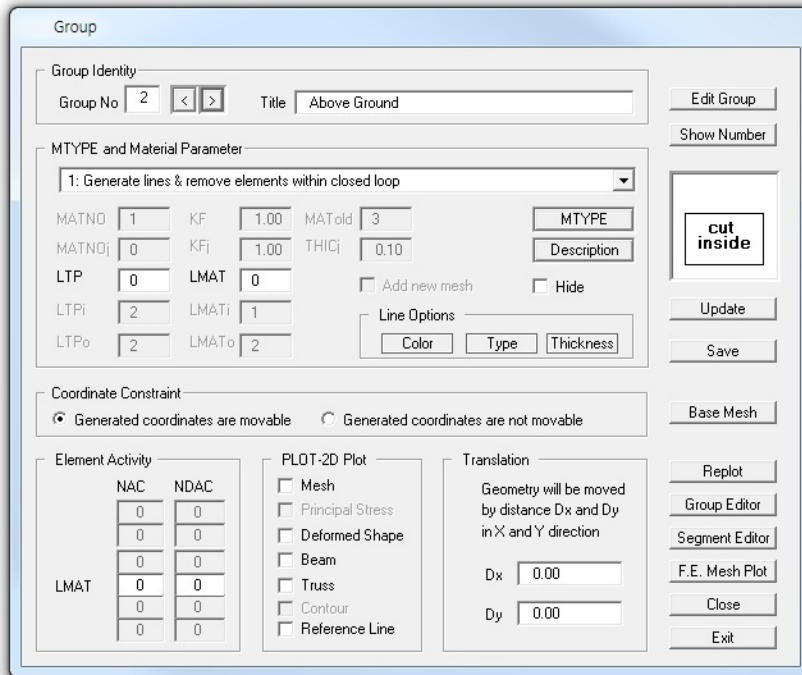 Group
Group Identity
Group No 2 < > Title Above Ground
Edit Group
Show Number
MTYPE and Material Parameter
1: Generate lines & remove elements within closed loop
MATNO 1 KF 1.00 MATold 3 MTYPE
MATNOj 0 KFj 1.00 THICj 0.10 Description
LTP 0 LMAT 0 Add new mesh Hide
LTPi 2 LMATi 1
LTPo 2 LMATo 2
Line Options
Color Type Thickness
cut
inside
Update
Save
Coordinate Constraint
Generated coordinates are movable Generated coordinates are not movable
Base Mesh
Element Activity
NAC NDAC
0 0
0 0
0 0
LMAT 0 0
0 0
0 0
PLOT-2D Plot
Mesh
Principal Stress
Deformed Shape
Beam
Truss
Contour
Reference Line
Translation
Geometry will be moved
by distance Dx and Dy
in X and Y direction
Dx 0.00
Dy 0.00
Replot
Group Editor
Segment Editor
F.E. Mesh Plot
Close
Exit